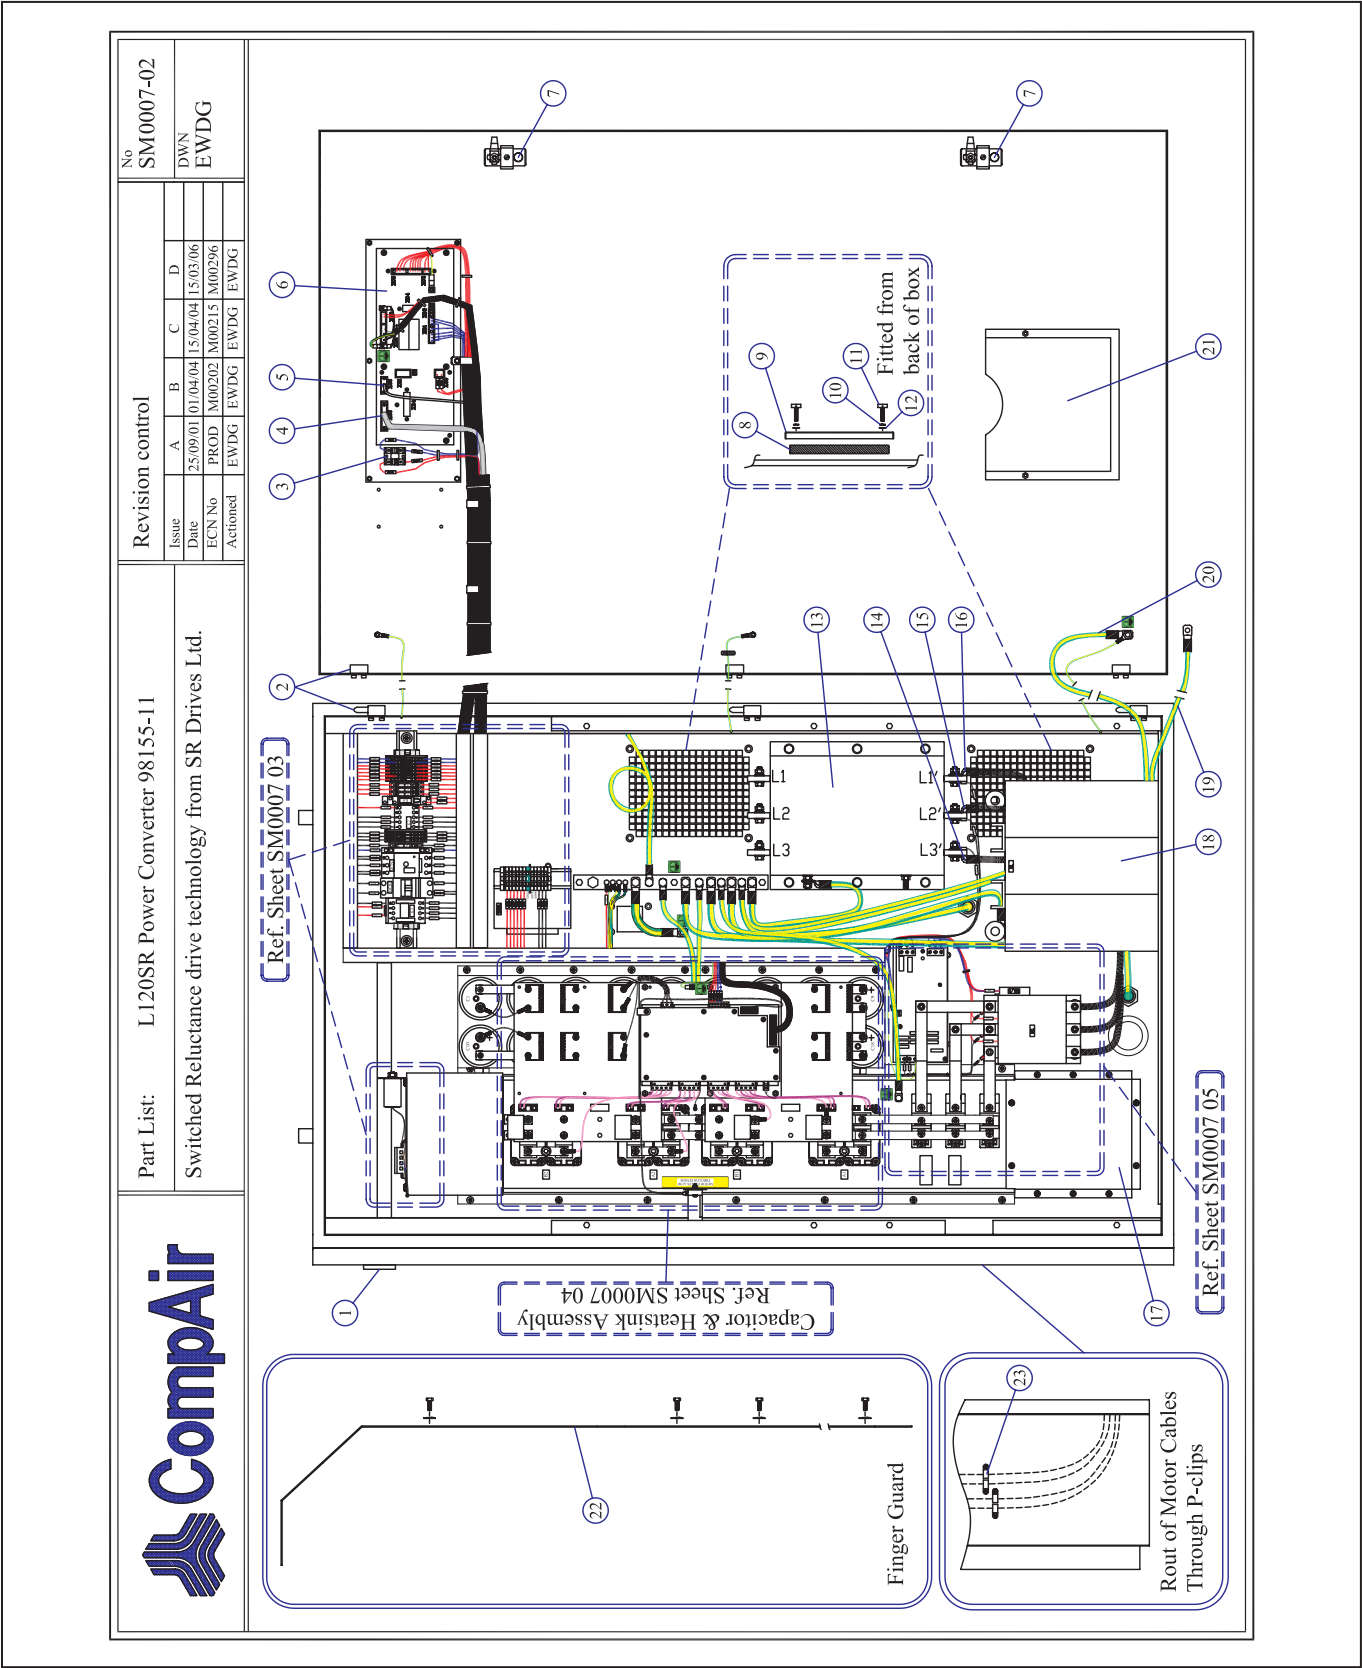 CompAir
Part List: L120SR Power Converter 98155-11
Switched Reluctance drive technology from SR Drives Ltd.
Revision control
Issue A B C D
Date 25/09/01 01/04/04 15/04/04 15/03/06
ECN No PROD M00202 M00215 M00296
Actioned EWDG EWDG EWDG EWDG
No
SM0007-02
DWN
EWDG
Ref. Sheet SM0007 03
1
2
3
4
5
6
7
7
8
9
10
11
12
Fitted from
back of box
13
14
15
16
L1
L2
L3
L1'
L2'
L3'
17
18
19
20
21
Capacitor & Heatsink Assembly
Ref. Sheet SM0007 04
Ref. Sheet SM0007 05
22
Finger Guard
23
Rout of Motor Cables
Through P-clips